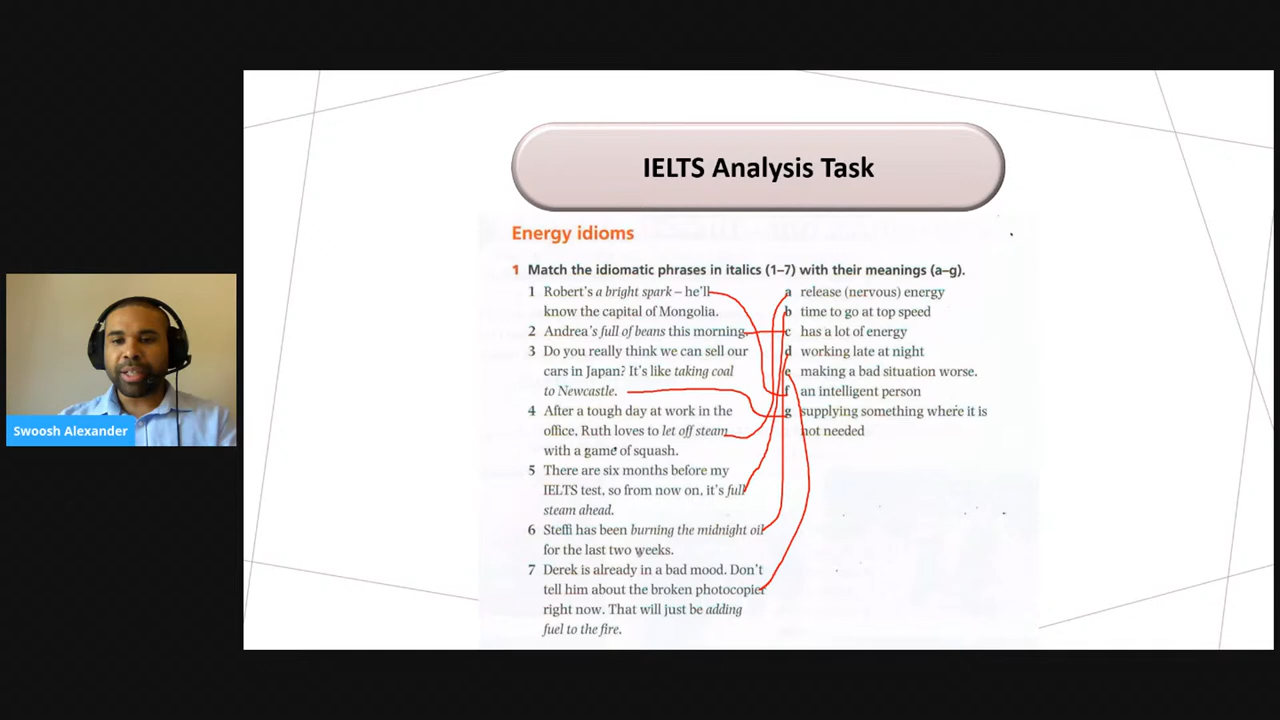 IELTS Analysis Task
Energy idioms
1 Match the idiomatic phrases in italics (1–7) with their meanings (a–g).
1 Robert's a bright spark – he'll
know the capital of Mongolia.
2 Andrea's full of beans this morning
3 Do you really think we can sell our
cars in Japan? It's like taking coal
to Newcastle.
4 After a tough day at work in the
office, Ruth loves to let off steam
with a game of squash.
5 There are six months before my
IELTS test, so from now on, it's full
steam ahead.
6 Steffi has been burning the midnight oil
for the last two weeks.
7 Derek is already in a bad mood. Don't
tell him about the broken photocopier
right now. That will just be adding
fuel to the fire.
a release (nervous) energy
b time to go at top speed
c has a lot of energy
d working late at night
e making a bad situation worse.
f an intelligent person
g supplying something where it is
not needed
Swoosh Alexander